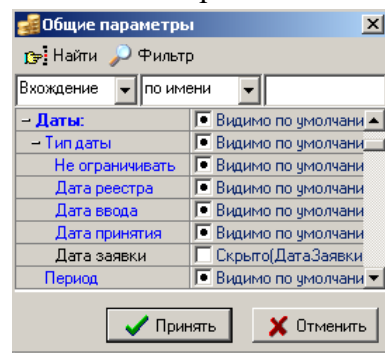 Общие параметры
Найти Фильтр
Вхождение по имени
Даты: Видимо по умолчани
Тип даты Видимо по умолчани
Не ограничивать Видимо по умолчани
Дата реестра Видимо по умолчани
Дата ввода Видимо по умолчани
Дата принятия Видимо по умолчани
Дата заявки Скрыто(ДатаЗаявки
Период Видимо по умолчани
Принять Отменить